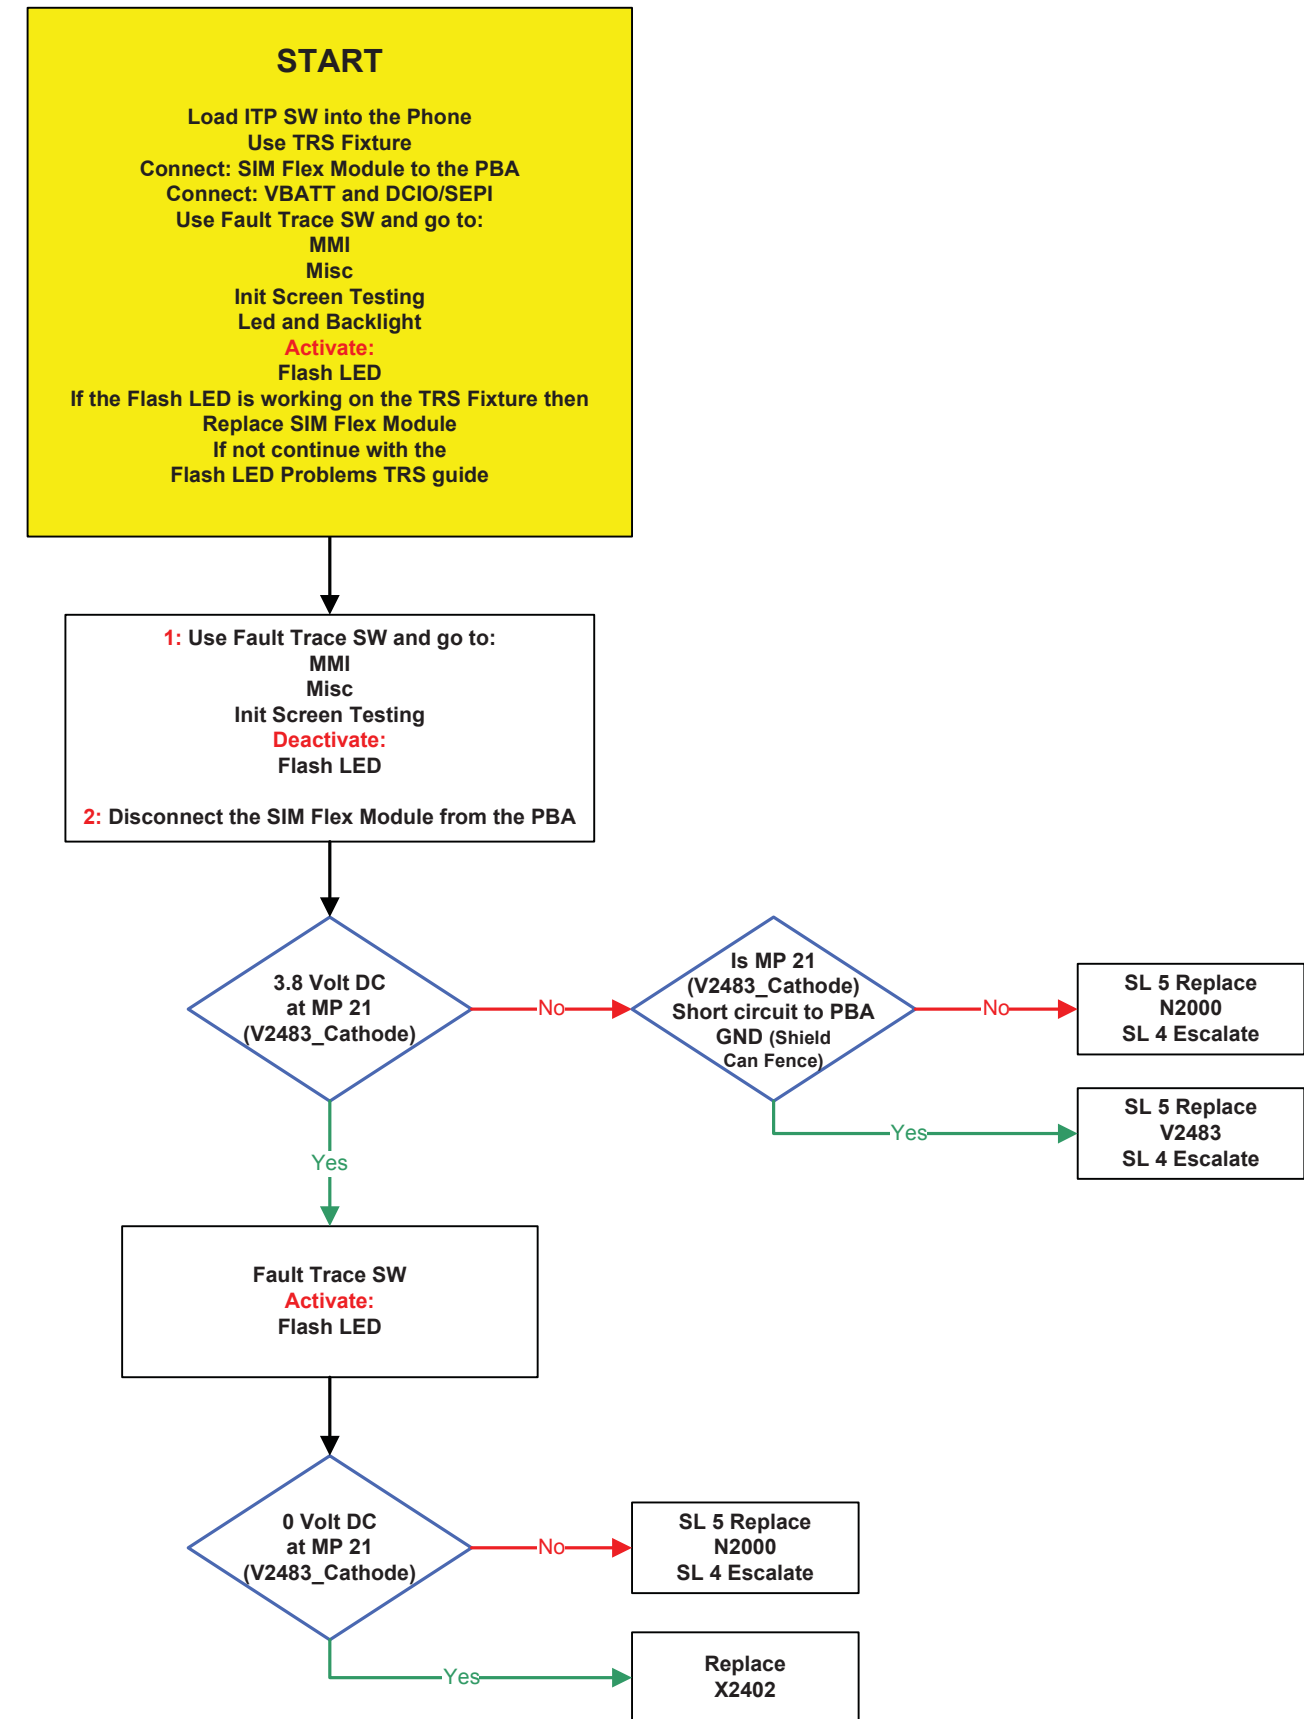 START
Load ITP SW into the Phone
Use TRS Fixture
Connect: SIM Flex Module to the PBA
Connect: VBATT and DCIO/SEPI
Use Fault Trace SW and go to:
MMI
Misc
Init Screen Testing
Led and Backlight
Activate:
Flash LED
If the Flash LED is working on the TRS Fixture then
Replace SIM Flex Module
If not continue with the
Flash LED Problems TRS guide
1: Use Fault Trace SW and go to:
MMI
Misc
Init Screen Testing
Deactivate:
Flash LED
2: Disconnect the SIM Flex Module from the PBA
3.8 Volt DC
at MP 21
(V2483_Cathode)
No
Is MP 21
(V2483_Cathode)
Short circuit to PBA
GND (Shield
Can Fence)
No
SL 5 Replace
N2000
SL 4 Escalate
Yes
SL 5 Replace
V2483
SL 4 Escalate
Yes
Fault Trace SW
Activate:
Flash LED
0 Volt DC
at MP 21
(V2483_Cathode)
No
SL 5 Replace
N2000
SL 4 Escalate
Yes
Replace
X2402